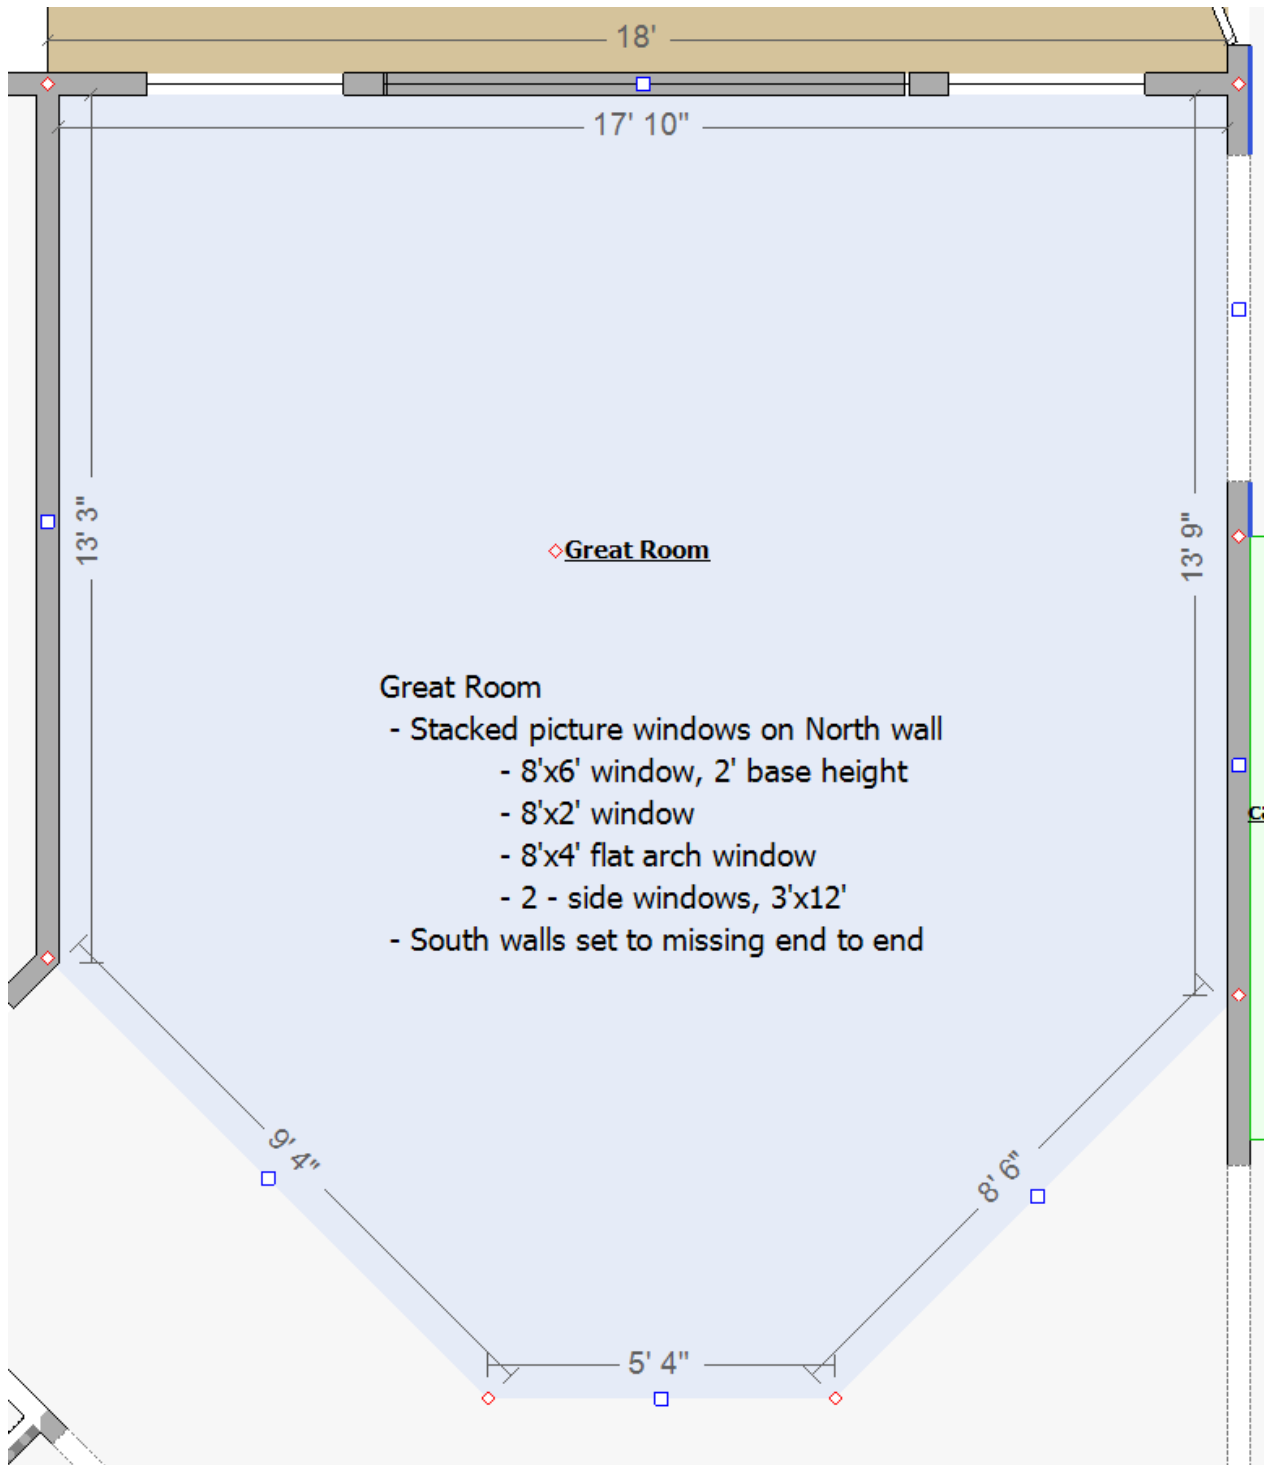 18'
17' 10"
13' 3"
13' 9"
Great Room
Great Room
- Stacked picture windows on North wall
- 8'x6' window, 2' base height
- 8'x2' window
- 8'x4' flat arch window
- 2 - side windows, 3'x12'
- South walls set to missing end to end
9' 4"
8' 6"
5' 4"